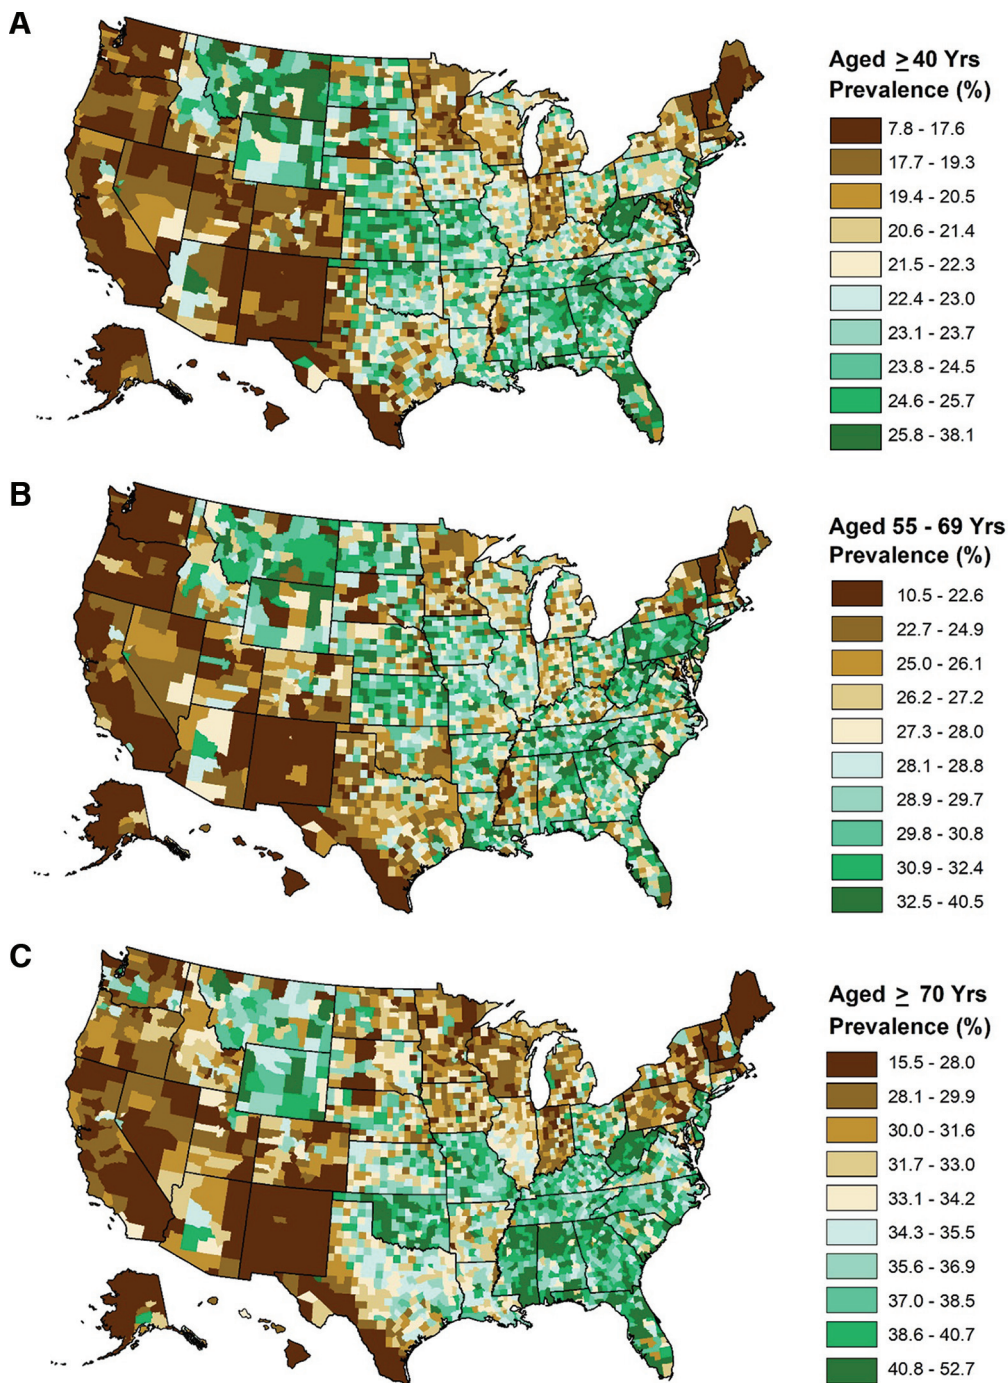 A
Aged ≥ 40 Yrs
Prevalence (%)
7.8 - 17.6
17.7 - 19.3
19.4 - 20.5
20.6 - 21.4
21.5 - 22.3
22.4 - 23.0
23.1 - 23.7
23.8 - 24.5
24.6 - 25.7
25.8 - 38.1
B
Aged 55 - 69 Yrs
Prevalence (%)
10.5 - 22.6
22.7 - 24.9
25.0 - 26.1
26.2 - 27.2
27.3 - 28.0
28.1 - 28.8
28.9 - 29.7
29.8 - 30.8
30.9 - 32.4
32.5 - 40.5
C
Aged ≥ 70 Yrs
Prevalence (%)
15.5 - 28.0
28.1 - 29.9
30.0 - 31.6
31.7 - 33.0
33.1 - 34.2
34.3 - 35.5
35.6 - 36.9
37.0 - 38.5
38.6 - 40.7
40.8 - 52.7